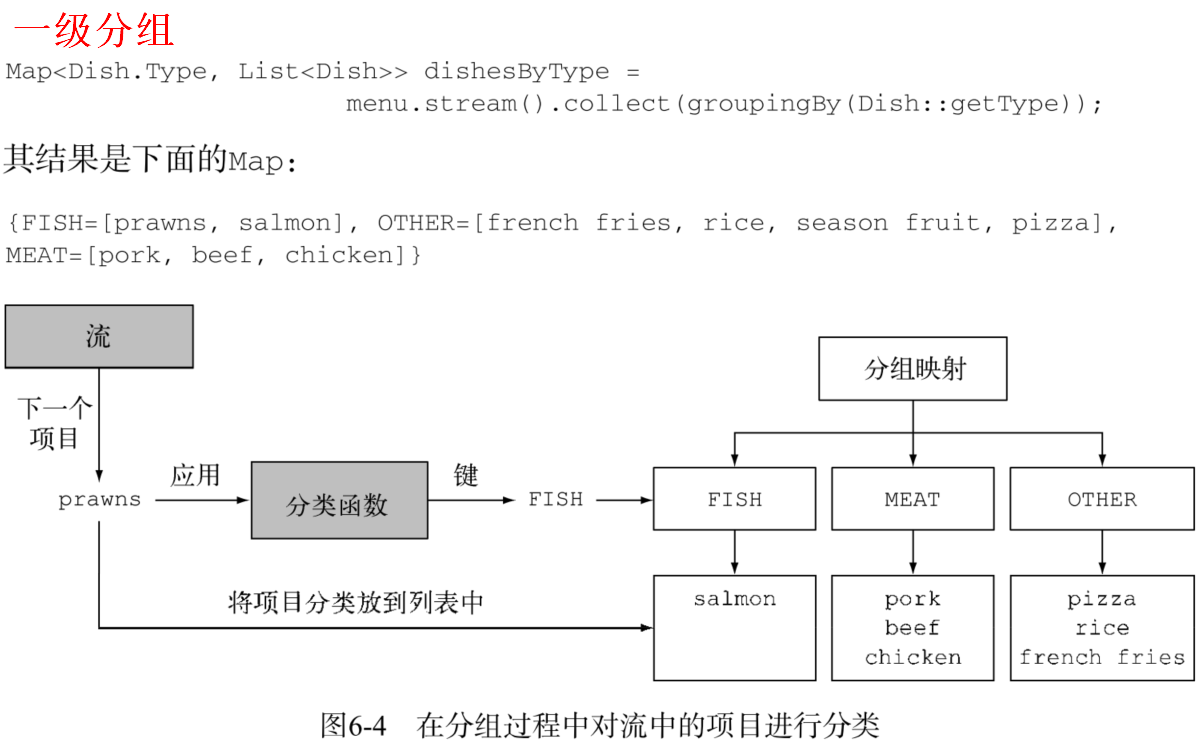 一级分组
Map<Dish.Type, List<Dish>> dishesByType =
menu.stream().collect(groupingBy(Dish::getType));
其结果是下面的Map：
{FISH=[prawns, salmon], OTHER=[french fries, rice, season fruit, pizza],
MEAT=[pork, beef, chicken]}
流
下一个
项目
prawns
应用
分类函数
键
FISH
将项目分类放到列表中
分组映射
FISH
MEAT
OTHER
salmon
pork
beef
chicken
pizza
rice
french fries
图6-4 在分组过程中对流中的项目进行分类